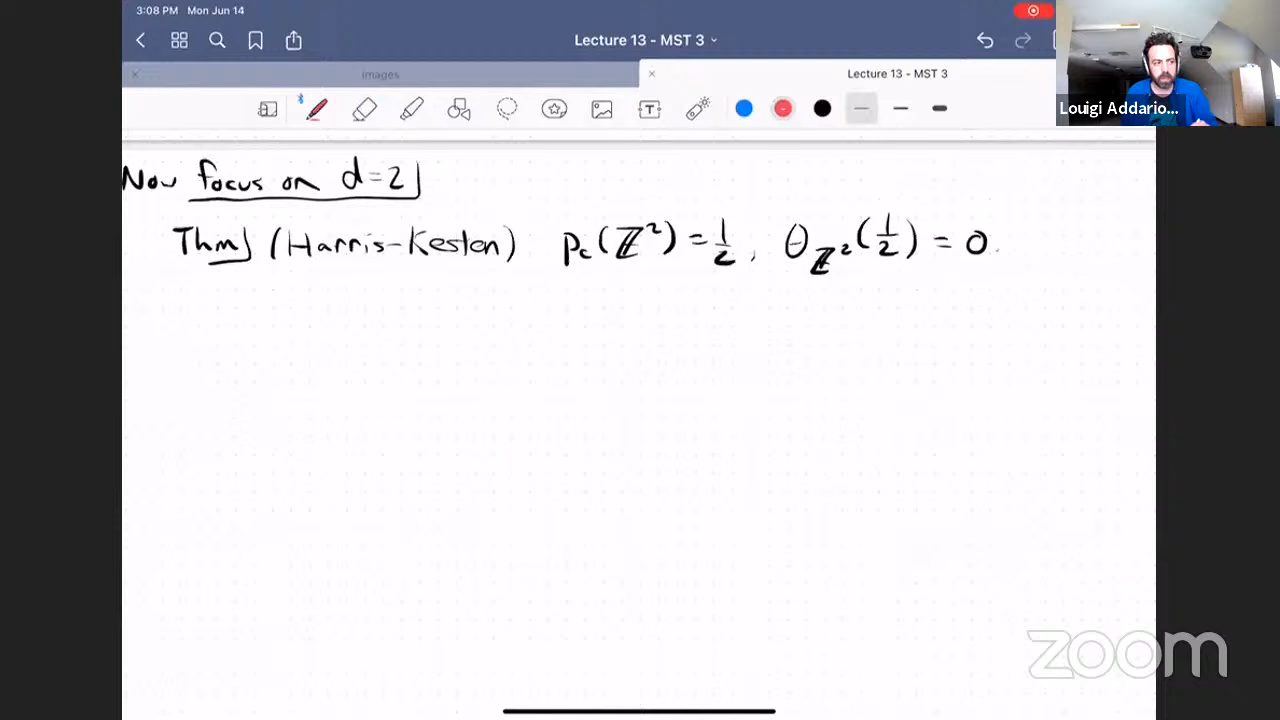 3:08 PM Mon Jun 14
Lecture 13 - MST 3
images
Lecture 13 - MST 3
Louigi Addario...
Now focus on d=2
Thm (Harris-Kesten) pc(ℤ²) = 1/2, θ_ℤ²(1/2) = 0.
zoom